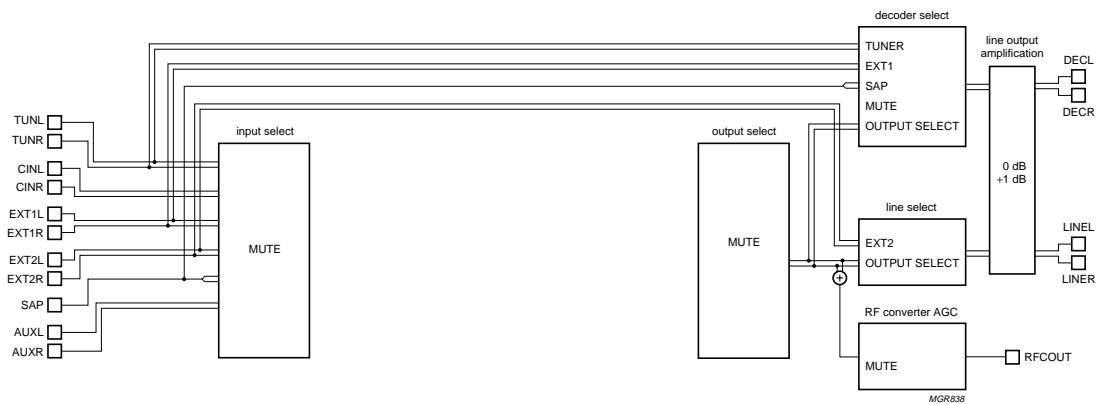 decoder select
TUNER
EXT1
SAP
MUTE
OUTPUT SELECT
line output
amplification
0 dB
+1 dB
DECL
DECR
TUNL
TUNR
CINL
CINR
EXT1L
EXT1R
EXT2L
EXT2R
SAP
AUXL
AUXR
input select
MUTE
output select
MUTE
line select
EXT2
OUTPUT SELECT
LINEL
LINER
RF converter AGC
MUTE
RFCOUT
MGR838